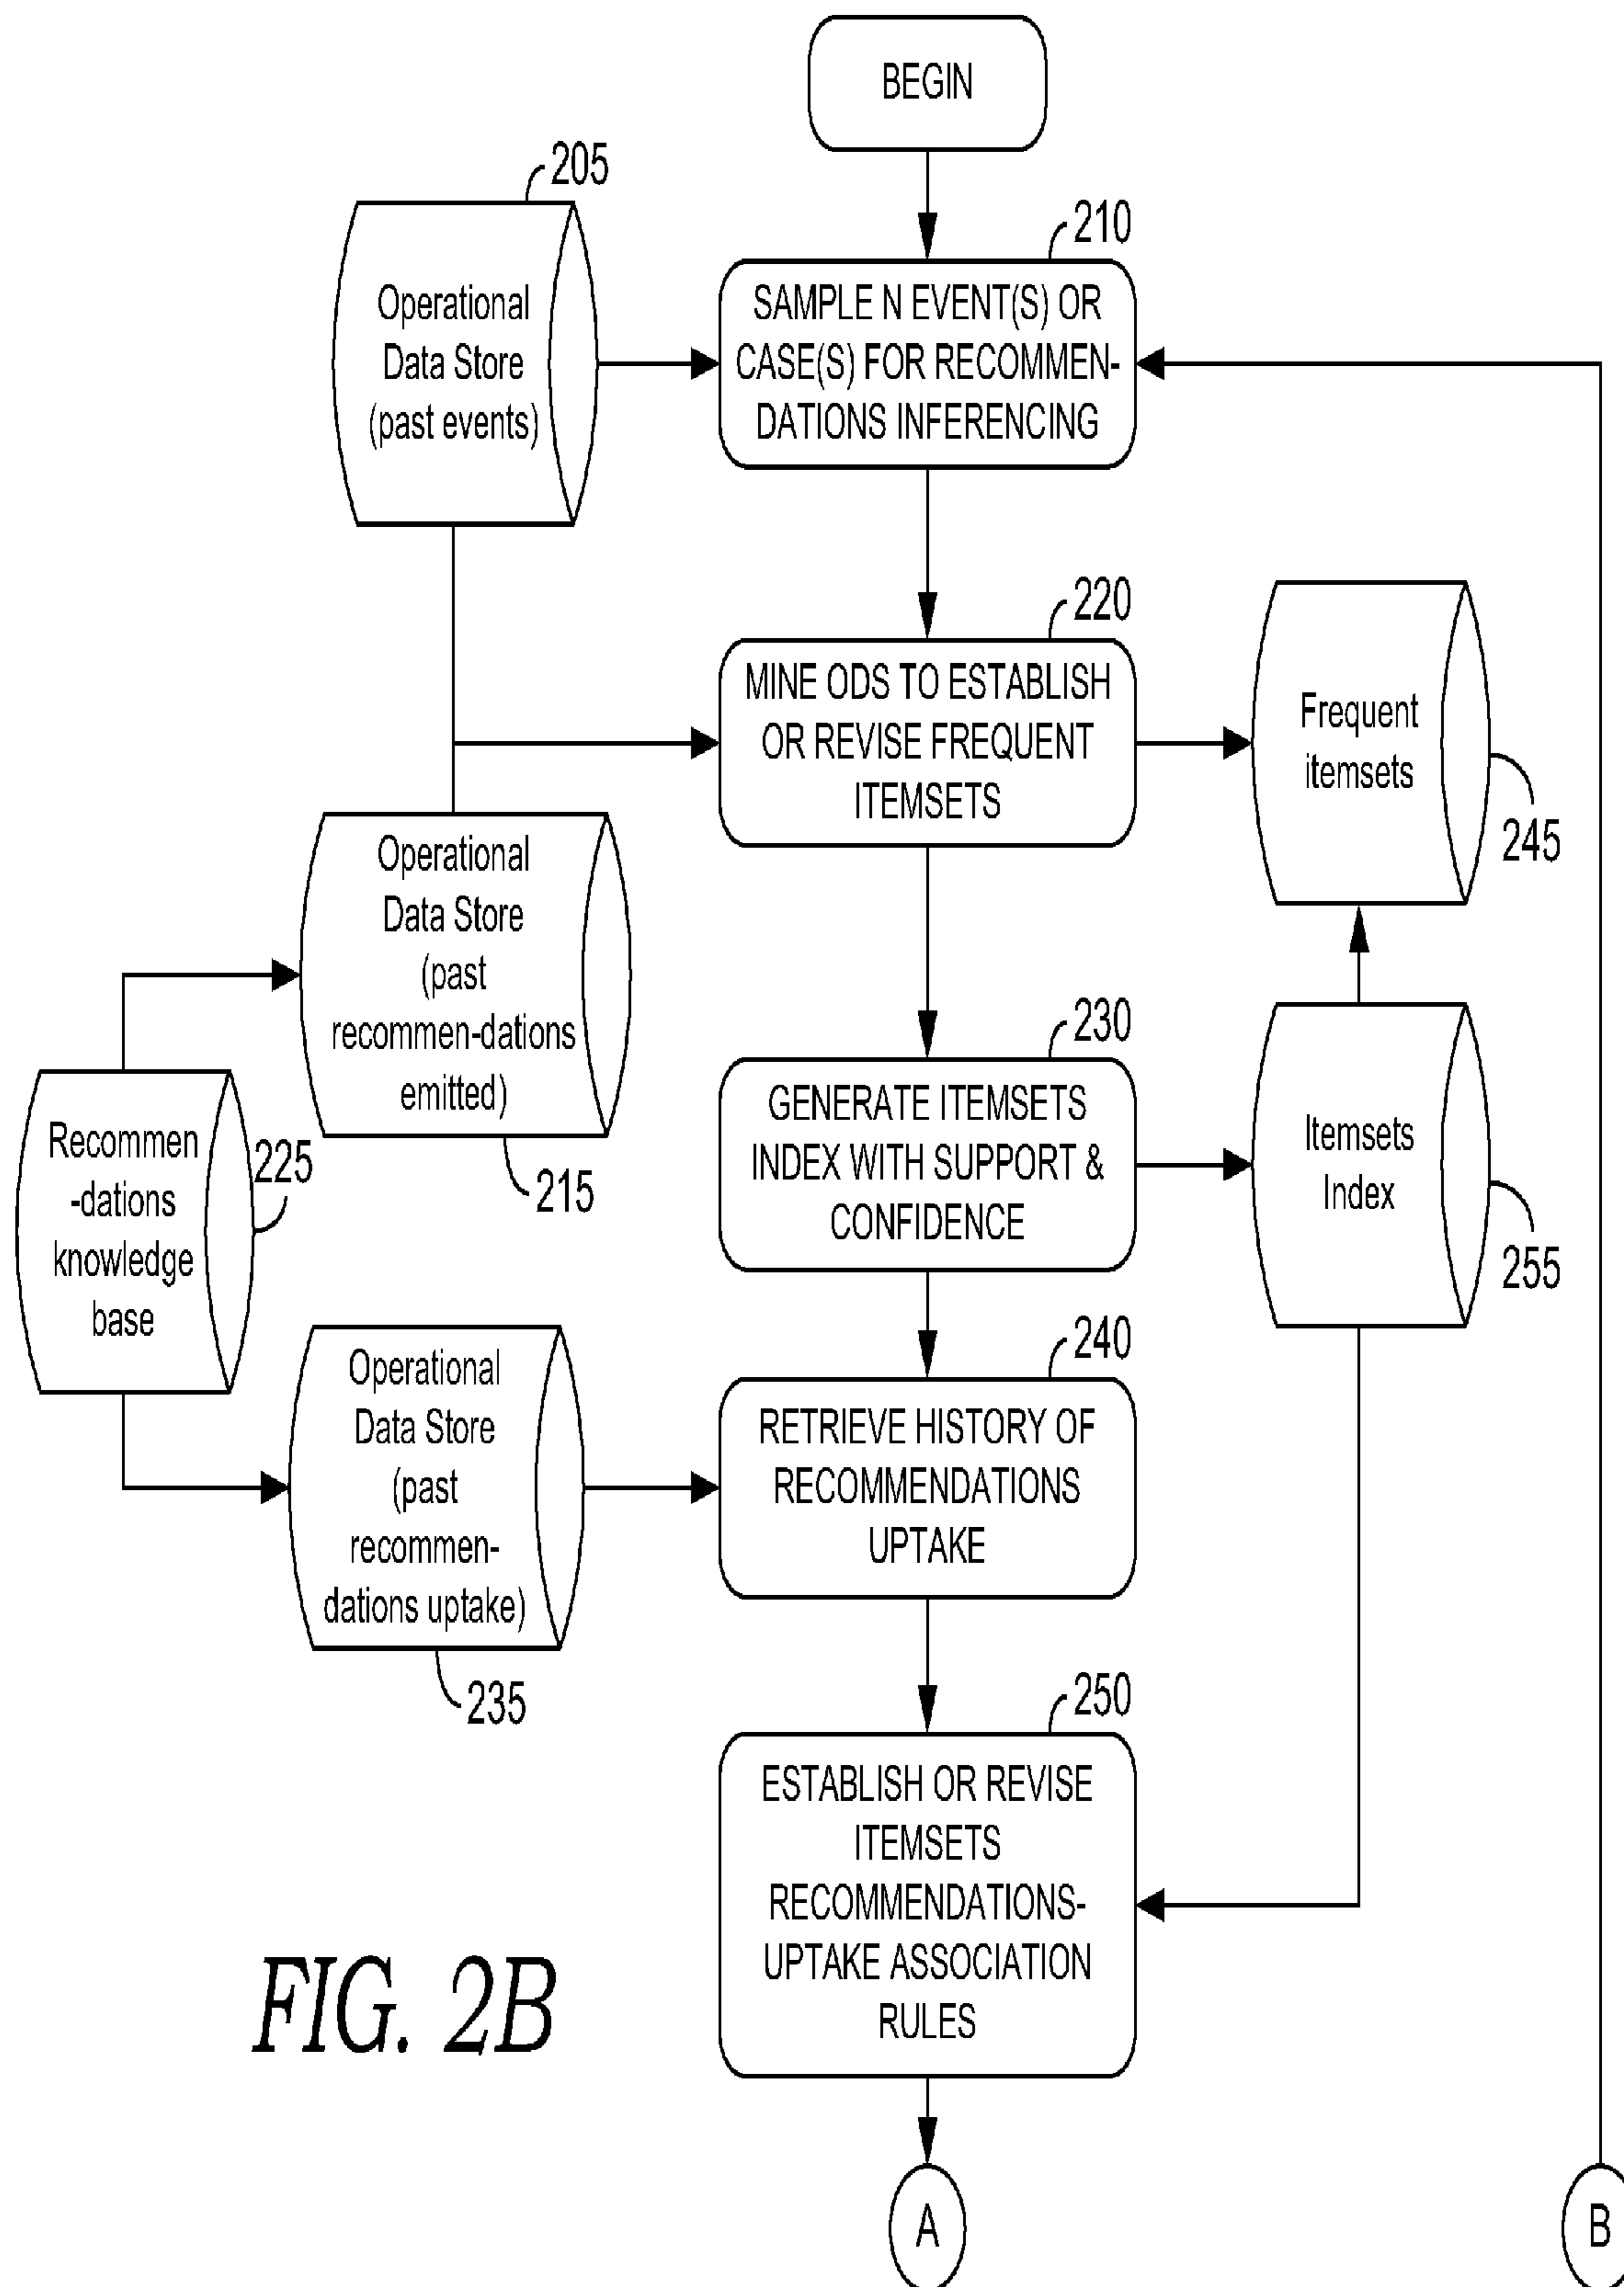 BEGIN
205
Operational
Data Store
(past events)
210
SAMPLE N EVENT(S) OR
CASE(S) FOR RECOMMEN-
DATIONS INFERENCING
220
MINE ODS TO ESTABLISH
OR REVISE FREQUENT
ITEMSETS
Frequent
itemsets
245
Operational
Data Store
(past
recommen-dations
emitted)
215
Recommen
-dations
knowledge
base
225
230
GENERATE ITEMSETS
INDEX WITH SUPPORT &
CONFIDENCE
Itemsets
Index
255
Operational
Data Store
(past
recommen-
dations uptake)
235
240
RETRIEVE HISTORY OF
RECOMMENDATIONS
UPTAKE
250
ESTABLISH OR REVISE
ITEMSETS
RECOMMENDATIONS-
UPTAKE ASSOCIATION
RULES
FIG. 2B
A
B